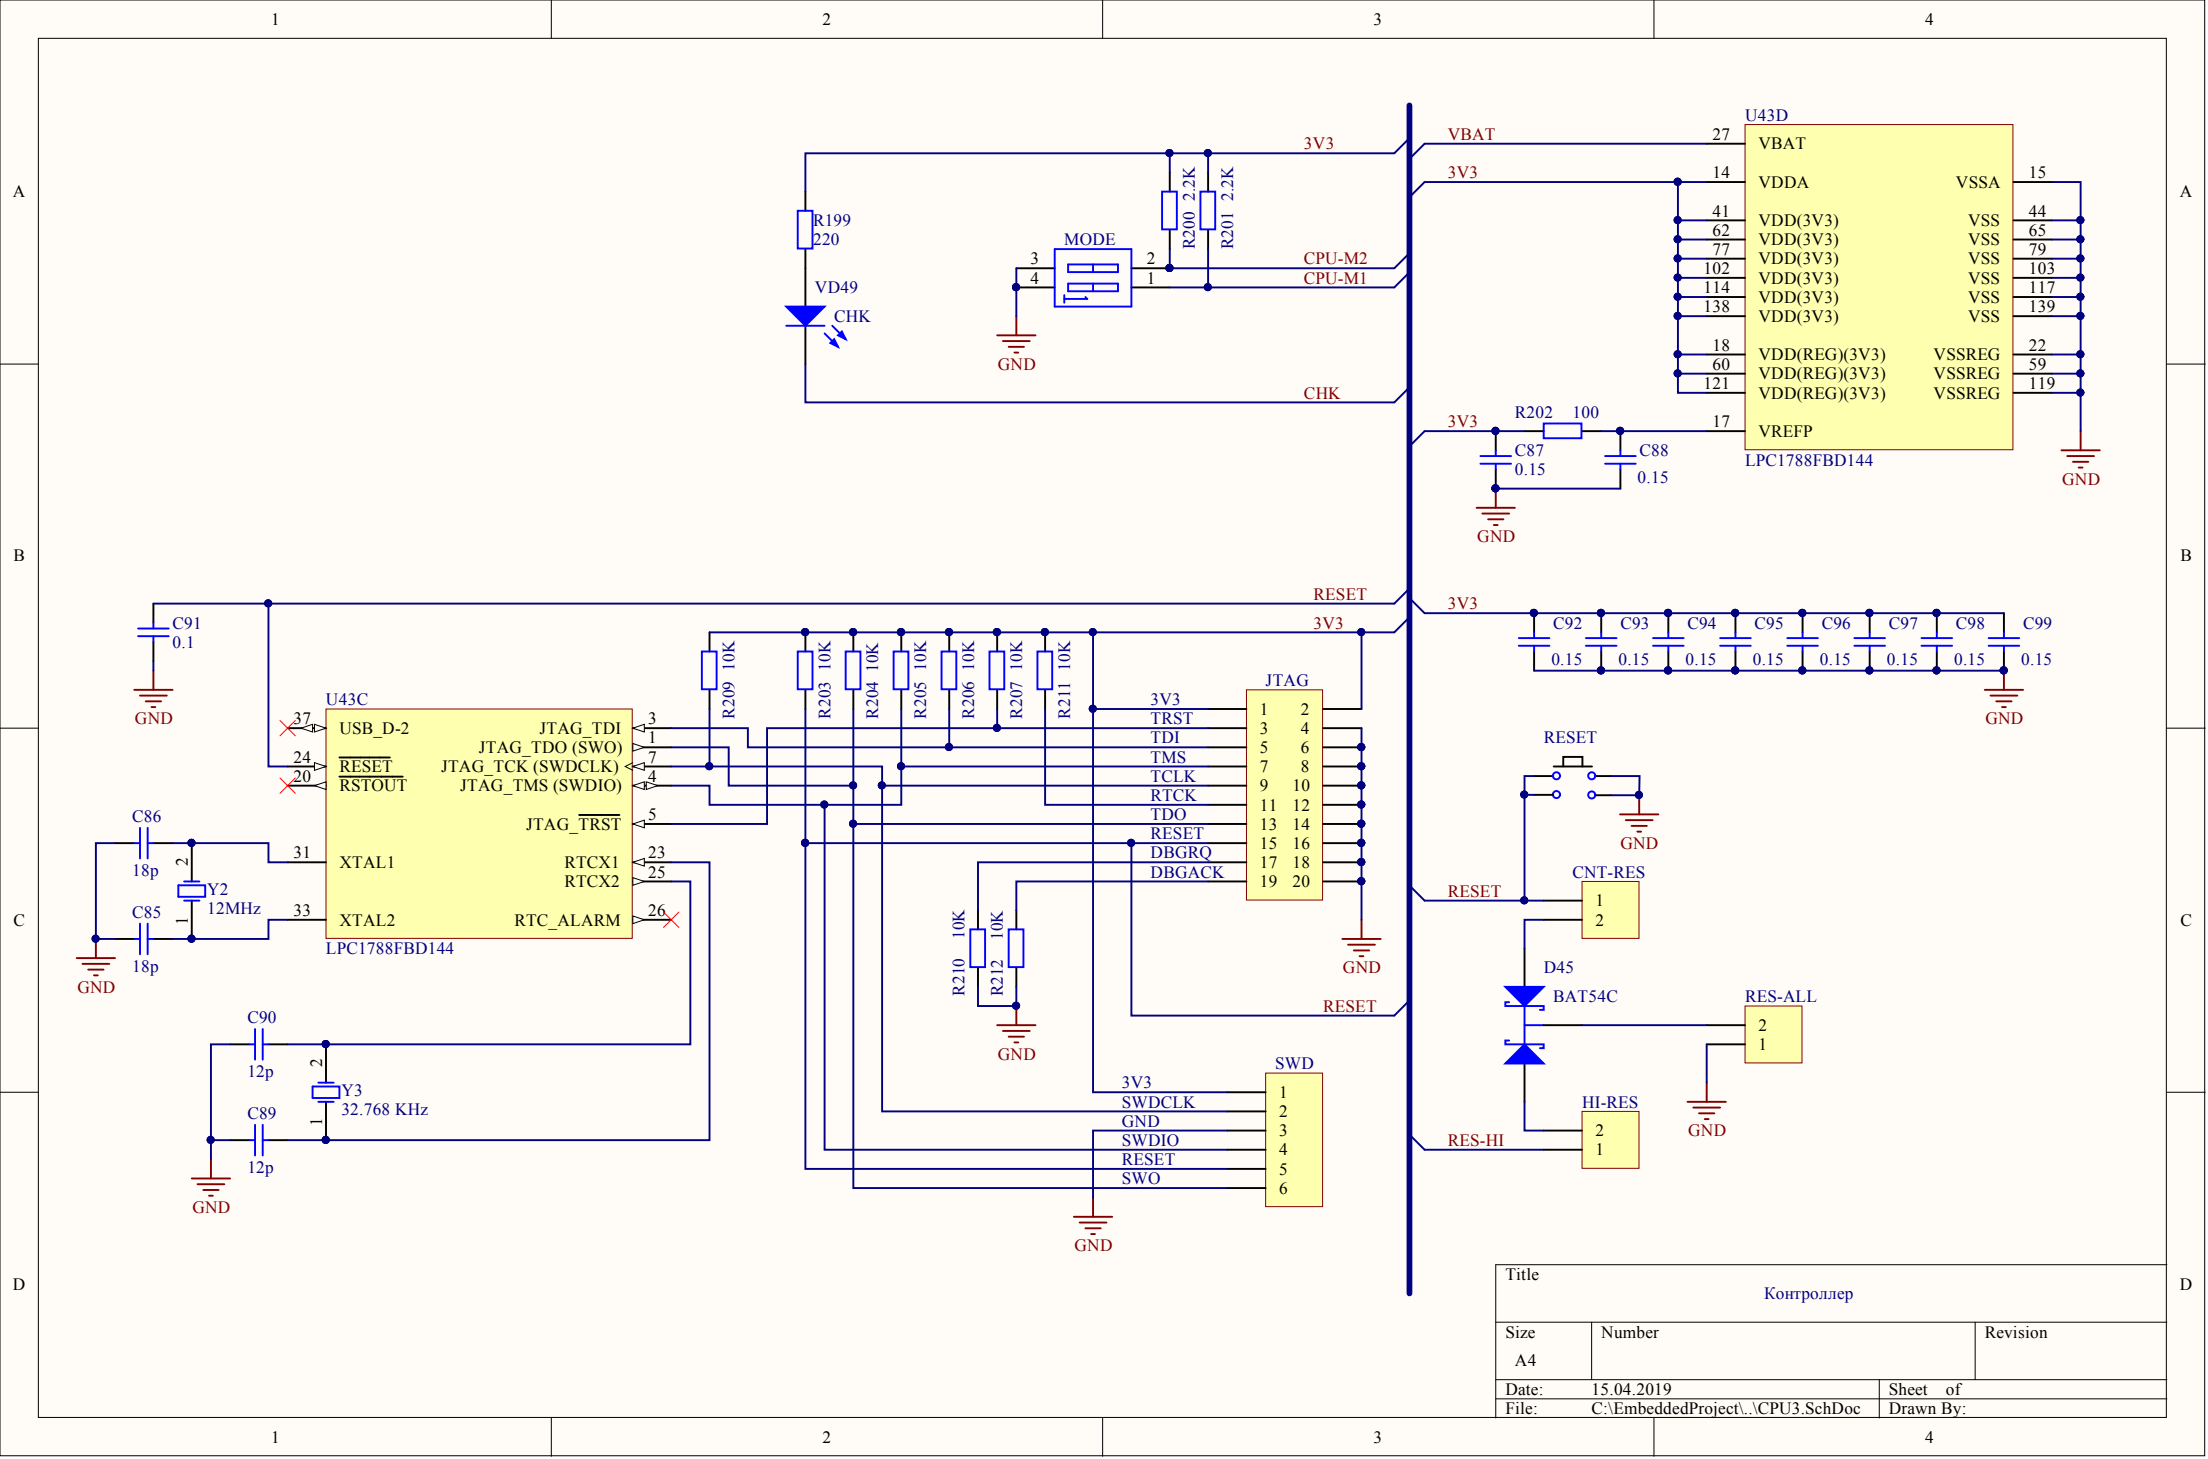 1 2 3 4
A A
B B
C C
D D
1 2 3 4
3V3
R199
220
VD49
CHK
R200 2.2K
R201 2.2K
MODE
3 2
4 1
1
CPU-M2
CPU-M1
GND
CHK
VBAT
3V3
U43D
27 VBAT
14 VDDA VSSA 15
41 VDD(3V3) VSS 44
62 VDD(3V3) VSS 65
77 VDD(3V3) VSS 79
102 VDD(3V3) VSS 103
114 VDD(3V3) VSS 117
138 VDD(3V3) VSS 139
18 VDD(REG)(3V3) VSSREG 22
60 VDD(REG)(3V3) VSSREG 59
121 VDD(REG)(3V3) VSSREG 119
17 VREFP
LPC1788FBD144
GND
3V3
R202 100
C87
0.15
C88
0.15
GND
RESET
3V3
C91
0.1
GND
R209 10K
R203 10K
R204 10K
R205 10K
R206 10K
R207 10K
R211 10K
U43C
37 USB_D-2 JTAG_TDI 3
JTAG_TDO (SWO) 1
24 RESET JTAG_TCK (SWDCLK) 7
20 RSTOUT JTAG_TMS (SWDIO) 4
JTAG_TRST 5
31 XTAL1 RTCX1 23
RTCX2 25
33 XTAL2 RTC_ALARM 26
LPC1788FBD144
C86
18p
2
Y2
12MHz
1
C85
18p
GND
C90
12p
2
Y3
32.768 KHz
1
C89
12p
GND
JTAG
3V3 1 2
TRST 3 4
TDI 5 6
TMS 7 8
TCLK 9 10
RTCK 11 12
TDO 13 14
RESET 15 16
DBGRQ 17 18
DBGACK 19 20
GND
R210 10K
R212 10K
GND
RESET
SWD
3V3 1
SWDCLK 2
GND 3
SWDIO 4
RESET 5
SWO 6
GND
3V3
C92 C93 C94 C95 C96 C97 C98 C99
0.15 0.15 0.15 0.15 0.15 0.15 0.15 0.15
GND
RESET
GND
CNT-RES
RESET 1
2
D45
BAT54C
RES-ALL
2
1
GND
HI-RES
2
RES-HI 1
Title
Контроллер
Size Number Revision
A4
Date: 15.04.2019 Sheet of
File: C:\EmbeddedProject\..\CPU3.SchDoc Drawn By: